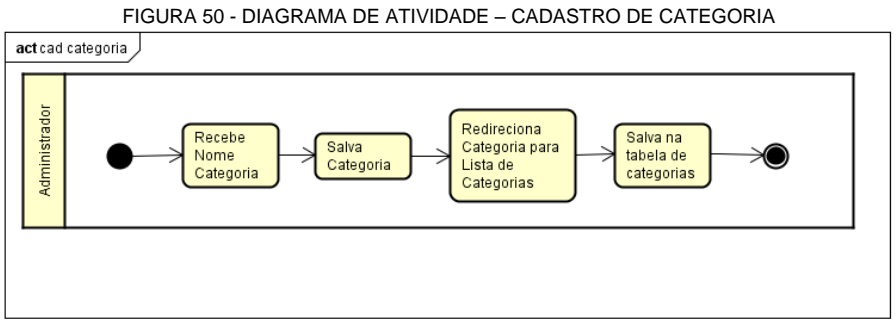 FIGURA 50 - DIAGRAMA DE ATIVIDADE – CADASTRO DE CATEGORIA
act cad categoria
Administrador
Recebe
Nome
Categoria
Salva
Categoria
Redireciona
Categoria para
Lista de
Categorias
Salva na
tabela de
categorias